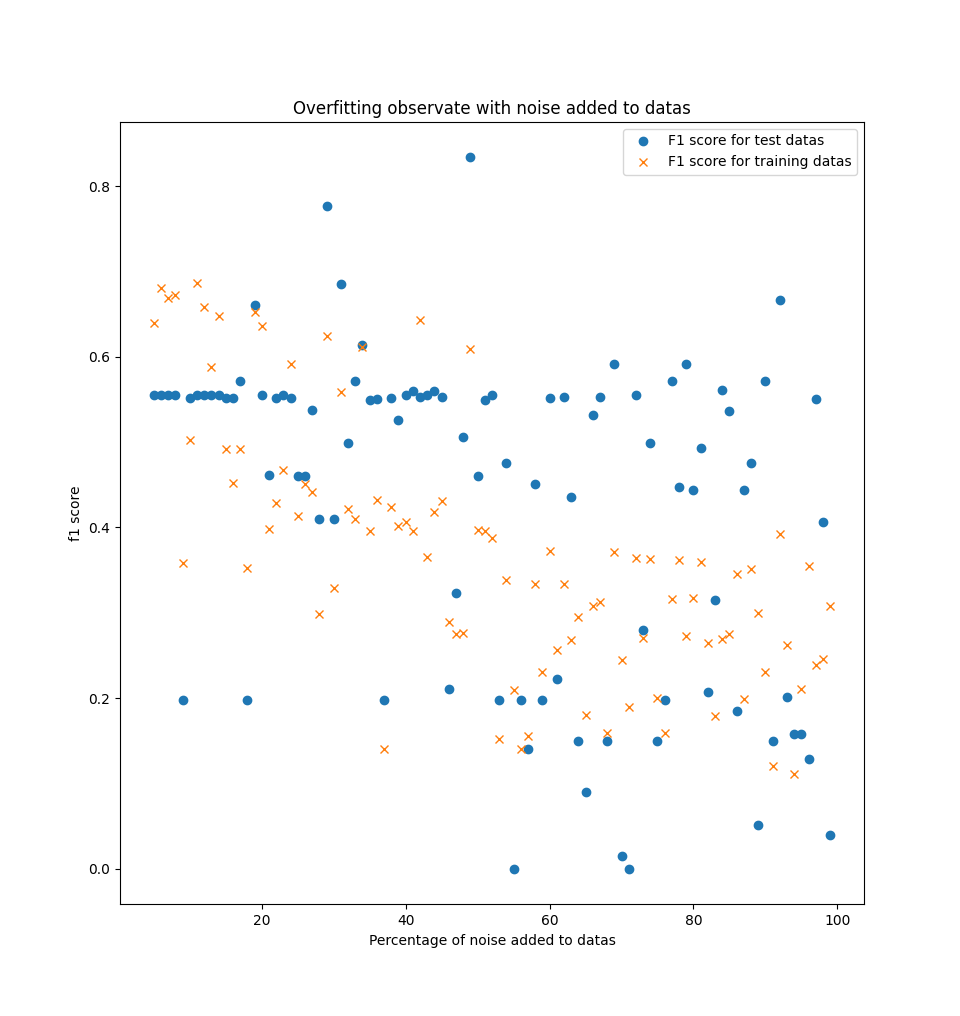 Overfitting observate with noise added to datas
F1 score for test datas
F1 score for training datas
0.8
0.6
0.4
0.2
0.0
f1 score
20 40 60 80 100
Percentage of noise added to datas